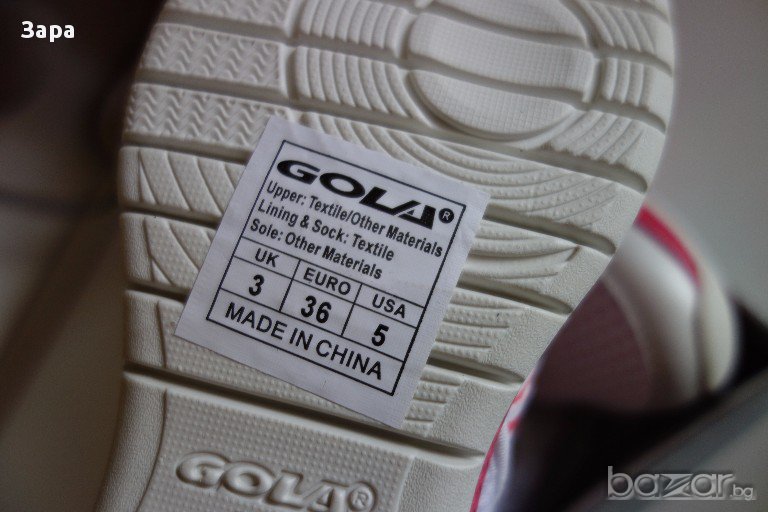 Зара
GOLA®
Upper: Textile/Other Materials
Lining & Sock: Textile
Sole: Other Materials
UK EURO USA
3 36 5
MADE IN CHINA
GOLA®
bazar.bg